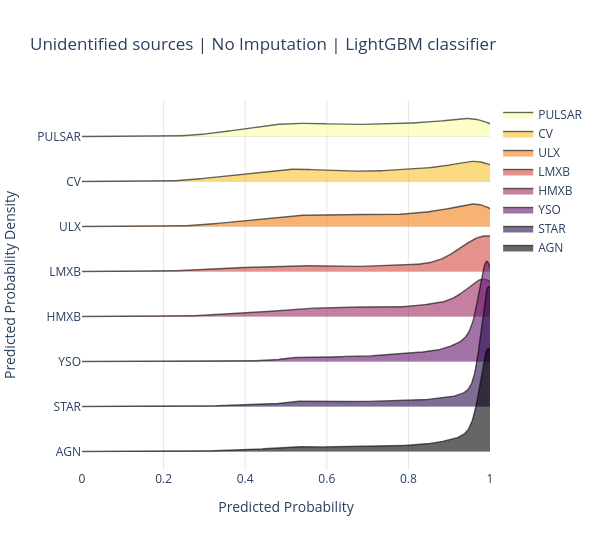 Unidentified sources | No Imputation | LightGBM classifier
Predicted Probability Density
PULSAR
CV
ULX
LMXB
HMXB
YSO
STAR
AGN
0
0.2
0.4
0.6
0.8
1
Predicted Probability
PULSAR
CV
ULX
LMXB
HMXB
YSO
STAR
AGN